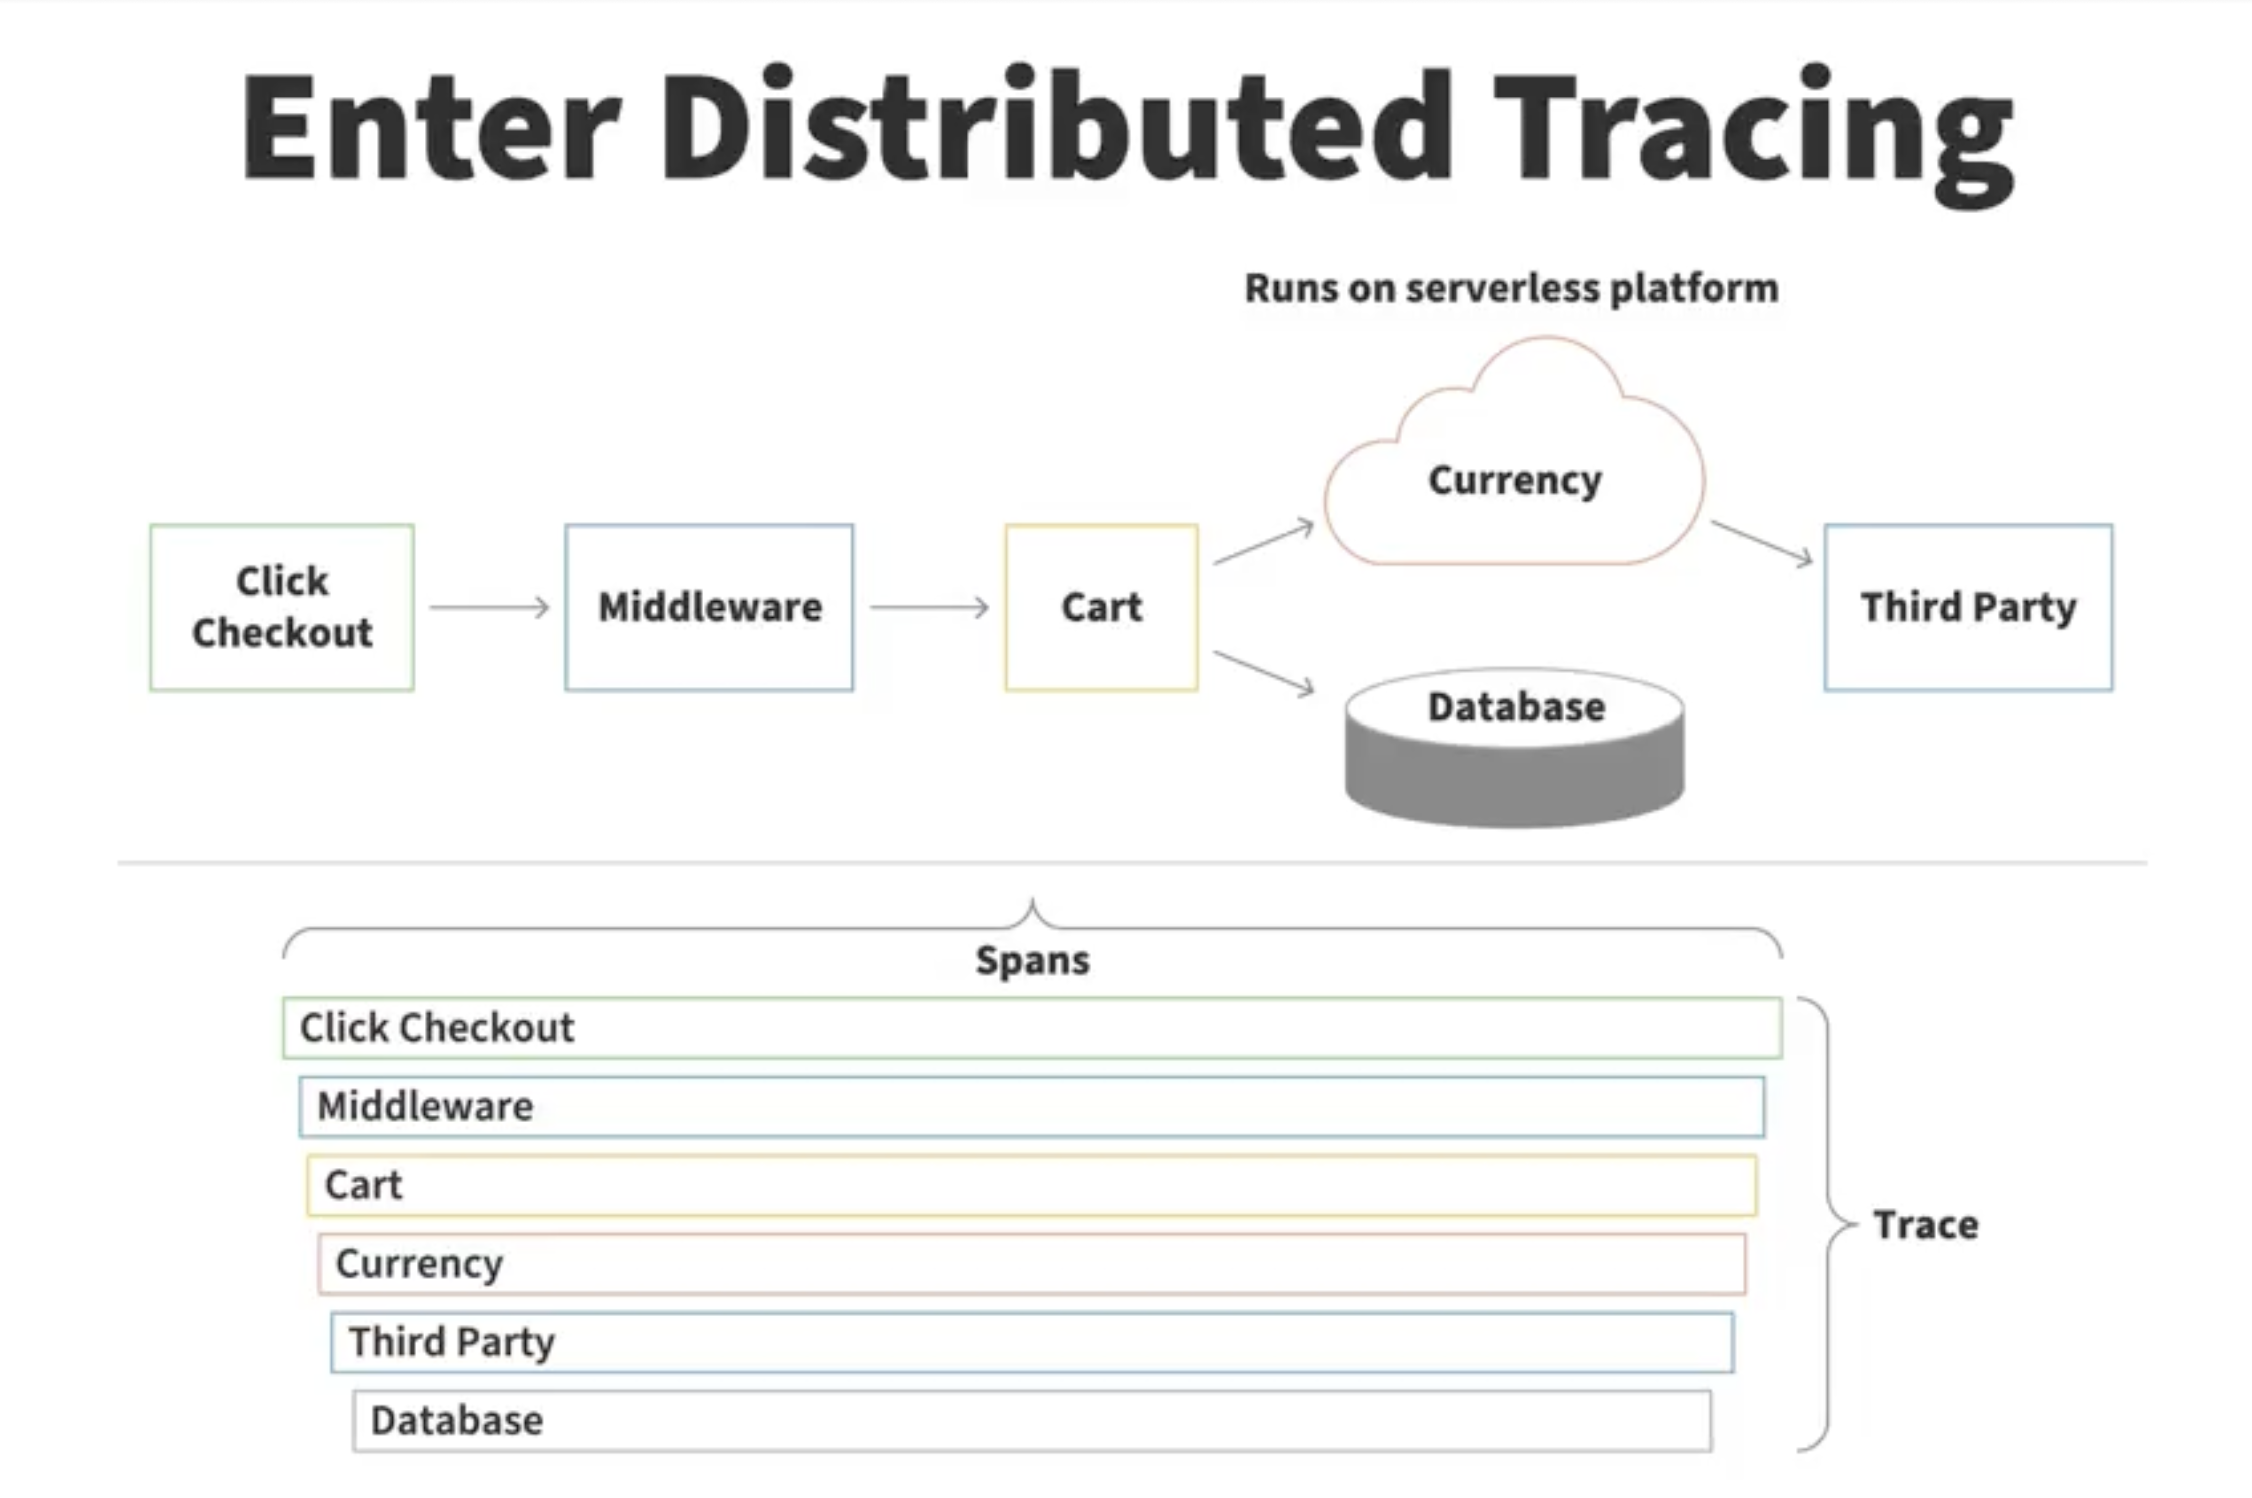 Enter Distributed Tracing
Runs on serverless platform
Currency
Click
Checkout
Middleware
Cart
Third Party
Database
Spans
Click Checkout
Middleware
Cart
Currency
Third Party
Database
Trace